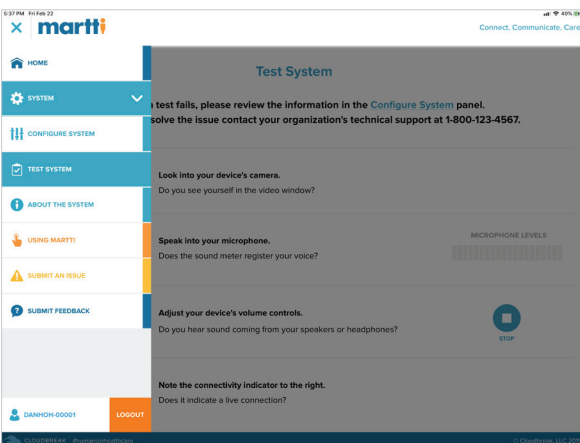 5:37 PM Fri Feb 22
40%
martti
Connect. Communicate. Care
HOME
SYSTEM
CONFIGURE SYSTEM
TEST SYSTEM
ABOUT THE SYSTEM
USING MARTTI
SUBMIT AN ISSUE
SUBMIT FEEDBACK
DANHOH-00001
LOGOUT
Test System
test fails, please review the information in the Configure System panel.
solve the issue contact your organization's technical support at 1-800-123-4567.
Look into your device's camera.
Do you see yourself in the video window?
Speak into your microphone.
Does the sound meter register your voice?
MICROPHONE LEVELS
Adjust your device's volume controls.
Do you hear sound coming from your speakers or headphones?
STOP
Note the connectivity indicator to the right.
Does it indicate a live connection?
CLOUDBREAK #humanizehealthcare
© Cloudbreak, LLC